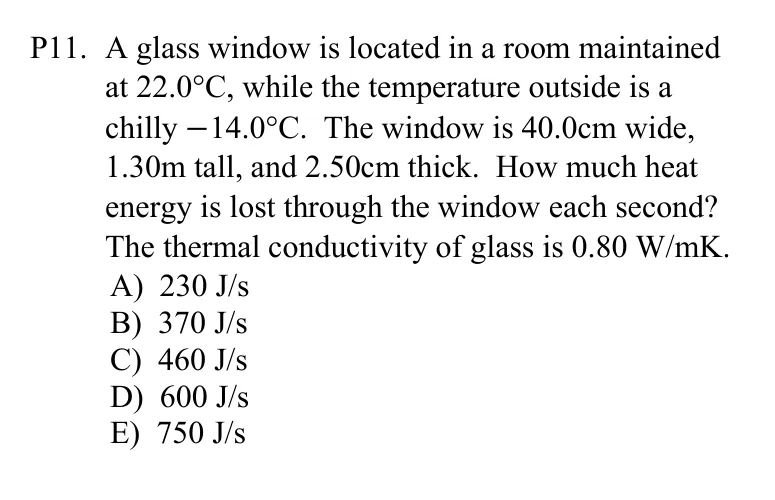 P11. A glass window is located in a room maintained
at 22.0°C, while the temperature outside is a
chilly −14.0°C. The window is 40.0cm wide,
1.30m tall, and 2.50cm thick. How much heat
energy is lost through the window each second?
The thermal conductivity of glass is 0.80 W/mK.
A) 230 J/s
B) 370 J/s
C) 460 J/s
D) 600 J/s
E) 750 J/s